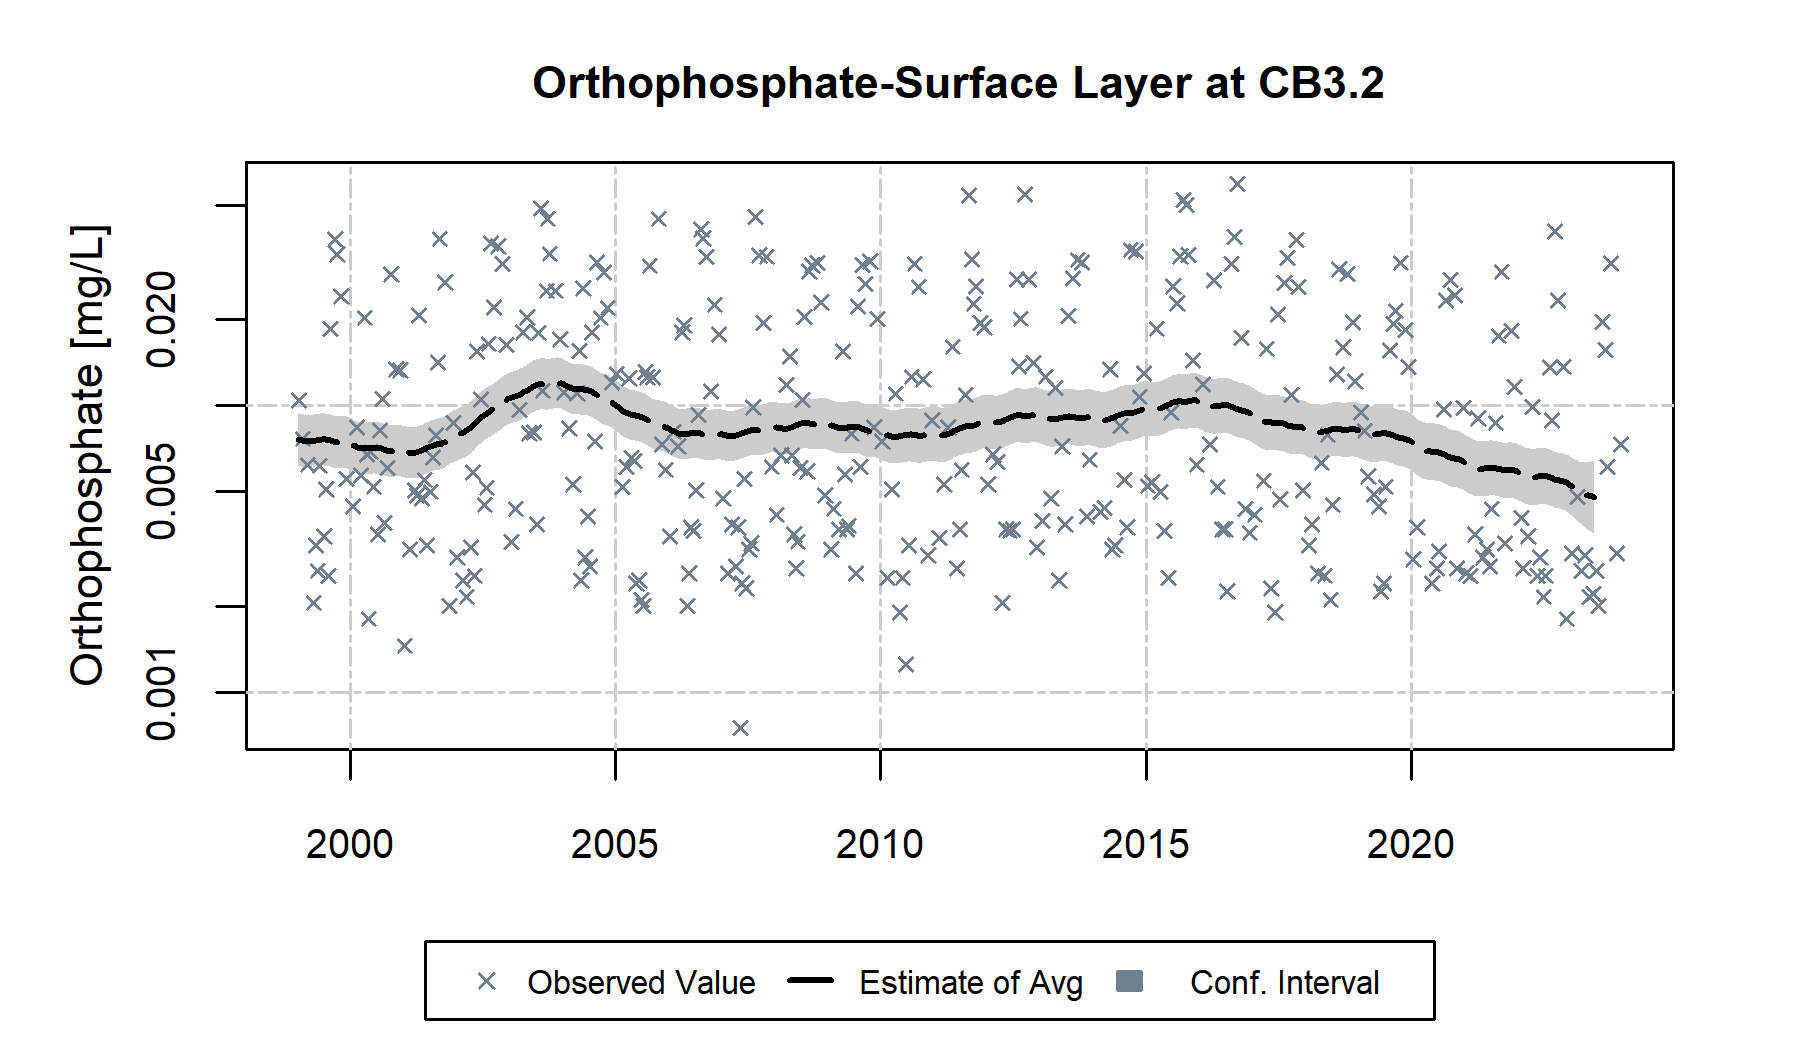 Orthophosphate-Surface Layer at CB3.2
Orthophosphate [mg/L]
0.020
0.005
0.001
2000 2005 2010 2015 2020
Observed Value Estimate of Avg Conf. Interval